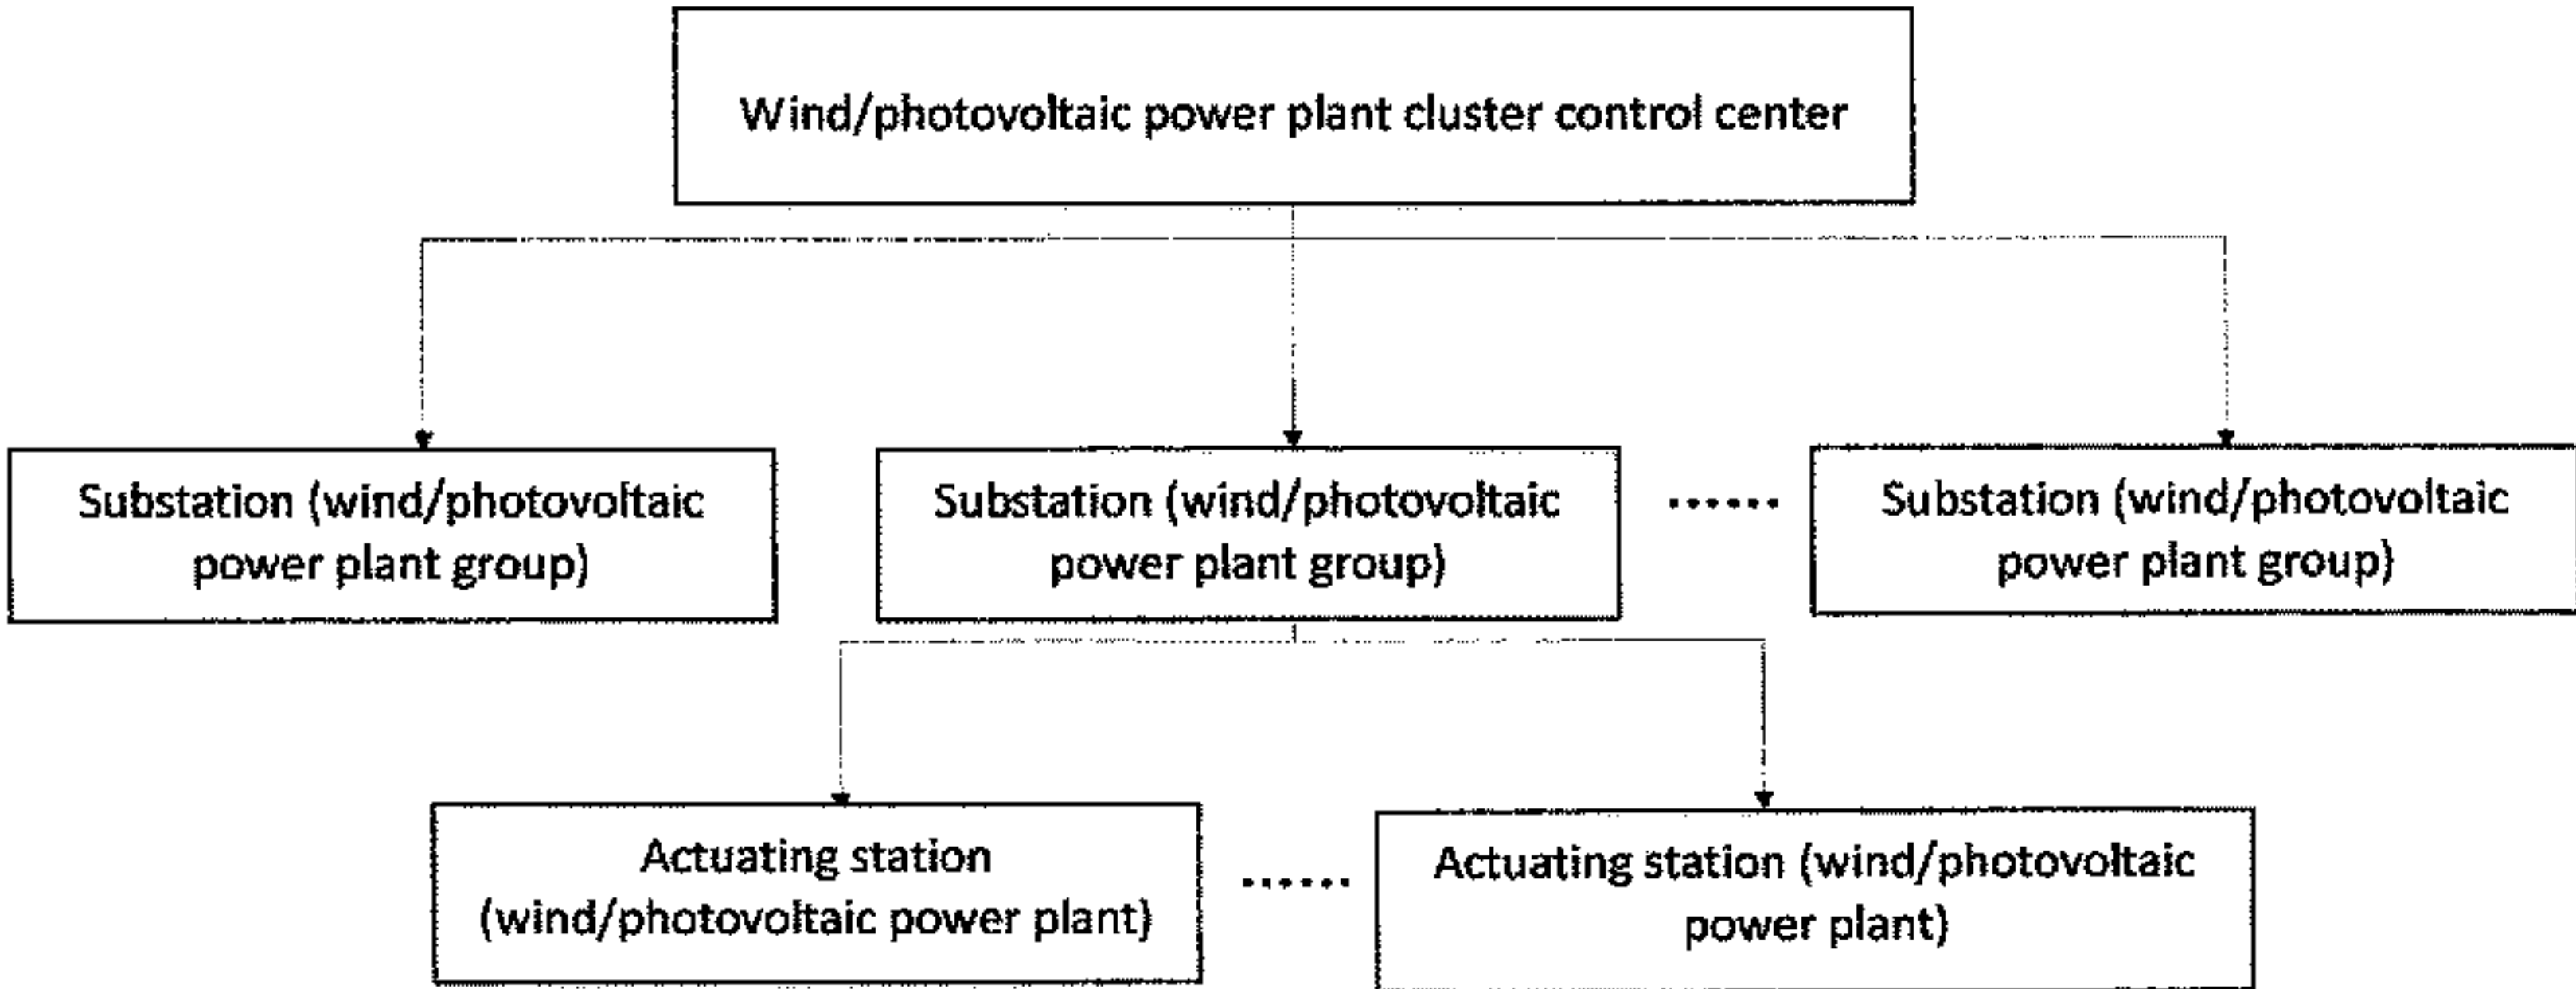 Wind/photovoltaic power plant cluster control center
Substation (wind/photovoltaic
power plant group)
Substation (wind/photovoltaic
power plant group)
......
Substation (wind/photovoltaic
power plant group)
Actuating station
(wind/photovoltaic power plant)
......
Actuating station (wind/photovoltaic
power plant)